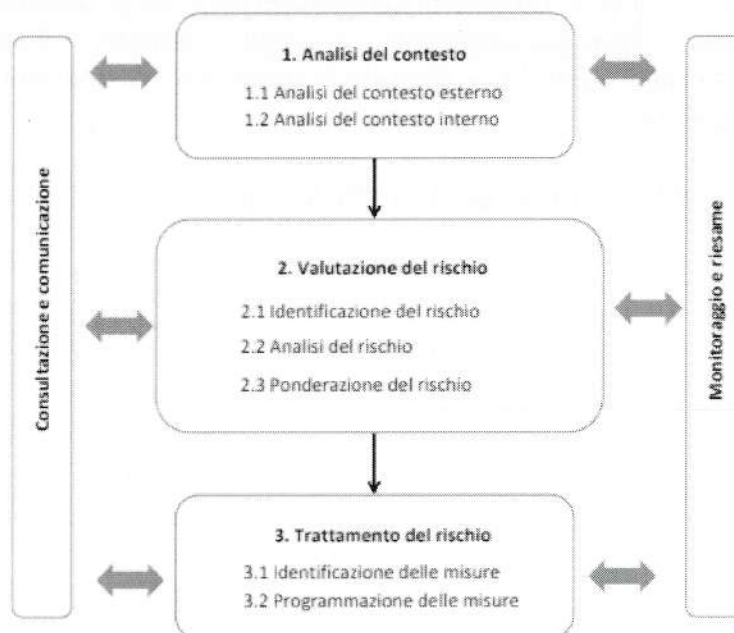 Consultazione e comunicazione
1. Analisi del contesto
1.1 Analisi del contesto esterno
1.2 Analisi del contesto interno
2. Valutazione del rischio
2.1 Identificazione del rischio
2.2 Analisi del rischio
2.3 Ponderazione del rischio
3. Trattamento del rischio
3.1 Identificazione delle misure
3.2 Programmazione delle misure
Monitoraggio e riesame